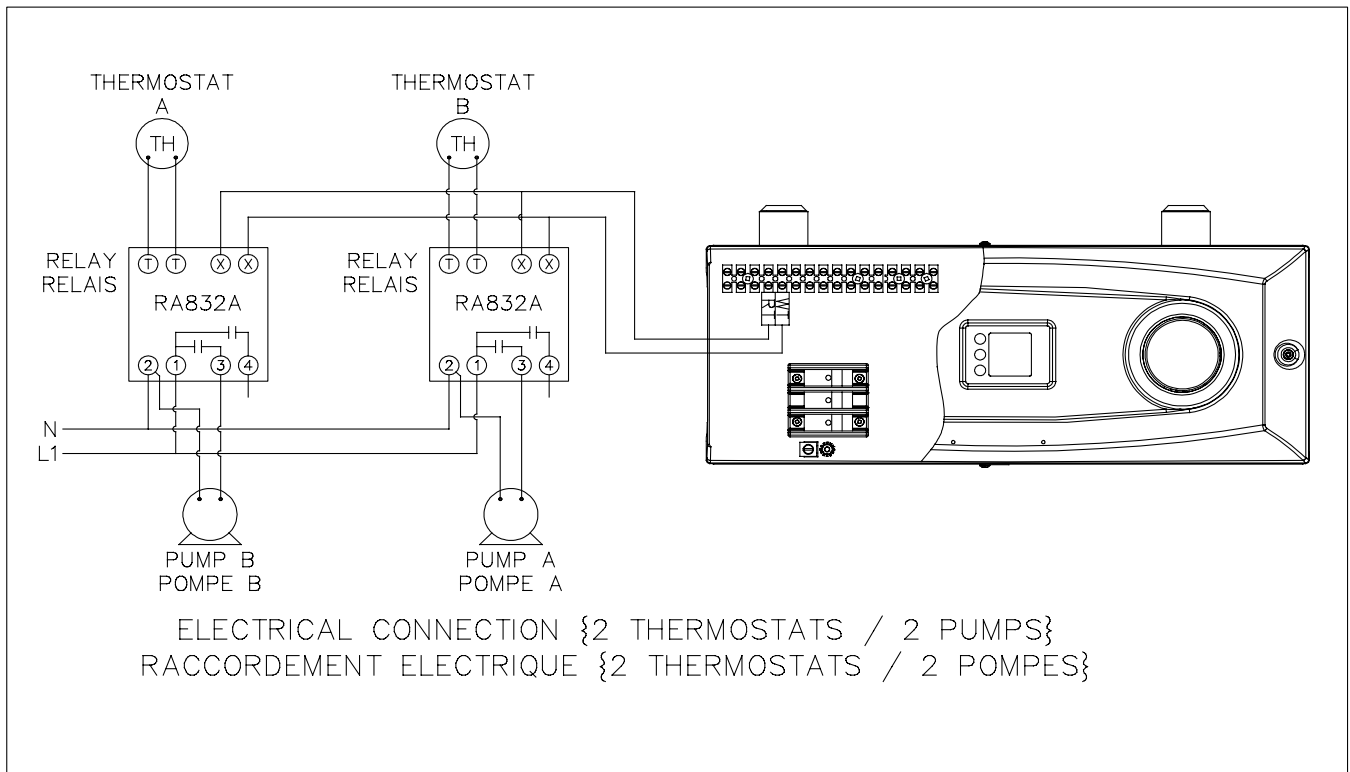 THERMOSTAT
A
TH
THERMOSTAT
B
TH
RELAY
RELAIS
T T X X
RA832A
2 1 3 4
RELAY
RELAIS
T T X X
RA832A
2 1 3 4
R W
N
L1
PUMP B
POMPE B
PUMP A
POMPE A
ELECTRICAL CONNECTION {2 THERMOSTATS / 2 PUMPS}
RACCORDEMENT ELECTRIQUE {2 THERMOSTATS / 2 POMPES}